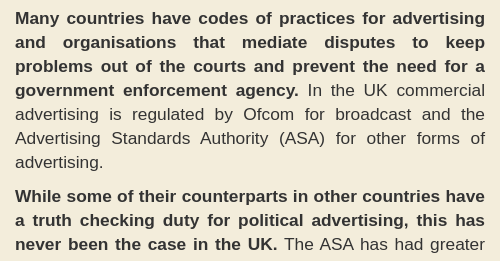 Many countries have codes of practices for advertising
and organisations that mediate disputes to keep
problems out of the courts and prevent the need for a
government enforcement agency. In the UK commercial
advertising is regulated by Ofcom for broadcast and the
Advertising Standards Authority (ASA) for other forms of
advertising.
While some of their counterparts in other countries have
a truth checking duty for political advertising, this has
never been the case in the UK. The ASA has had greater